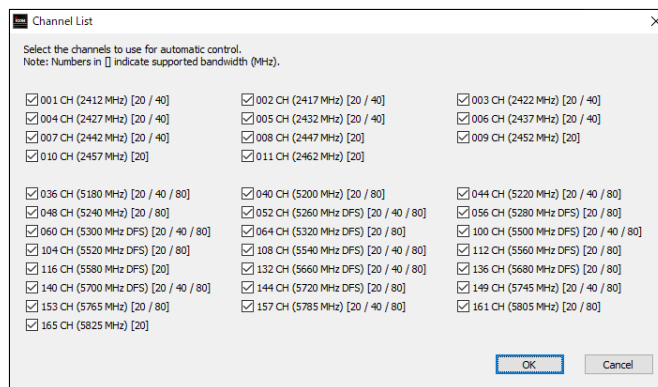 ICOM Channel List
Select the channels to use for automatic control.
Note: Numbers in [] indicate supported bandwidth (MHz).
001 CH (2412 MHz) [20 / 40] 002 CH (2417 MHz) [20 / 40] 003 CH (2422 MHz) [20 / 40]
004 CH (2427 MHz) [20 / 40] 005 CH (2432 MHz) [20 / 40] 006 CH (2437 MHz) [20 / 40]
007 CH (2442 MHz) [20 / 40] 008 CH (2447 MHz) [20] 009 CH (2452 MHz) [20]
010 CH (2457 MHz) [20] 011 CH (2462 MHz) [20]
036 CH (5180 MHz) [20 / 40 / 80] 040 CH (5200 MHz) [20 / 80] 044 CH (5220 MHz) [20 / 40 / 80]
048 CH (5240 MHz) [20 / 80] 052 CH (5260 MHz DFS) [20 / 40 / 80] 056 CH (5280 MHz DFS) [20 / 80]
060 CH (5300 MHz DFS) [20 / 40 / 80] 064 CH (5320 MHz DFS) [20 / 80] 100 CH (5500 MHz DFS) [20 / 40 / 80]
104 CH (5520 MHz DFS) [20 / 80] 108 CH (5540 MHz DFS) [20 / 40 / 80] 112 CH (5560 MHz DFS) [20 / 80]
116 CH (5580 MHz DFS) [20] 132 CH (5660 MHz DFS) [20 / 40 / 80] 136 CH (5680 MHz DFS) [20 / 80]
140 CH (5700 MHz DFS) [20 / 40 / 80] 144 CH (5720 MHz DFS) [20 / 80] 149 CH (5745 MHz) [20 / 40 / 80]
153 CH (5765 MHz) [20 / 80] 157 CH (5785 MHz) [20 / 40 / 80] 161 CH (5805 MHz) [20 / 80]
165 CH (5825 MHz) [20]
OK Cancel